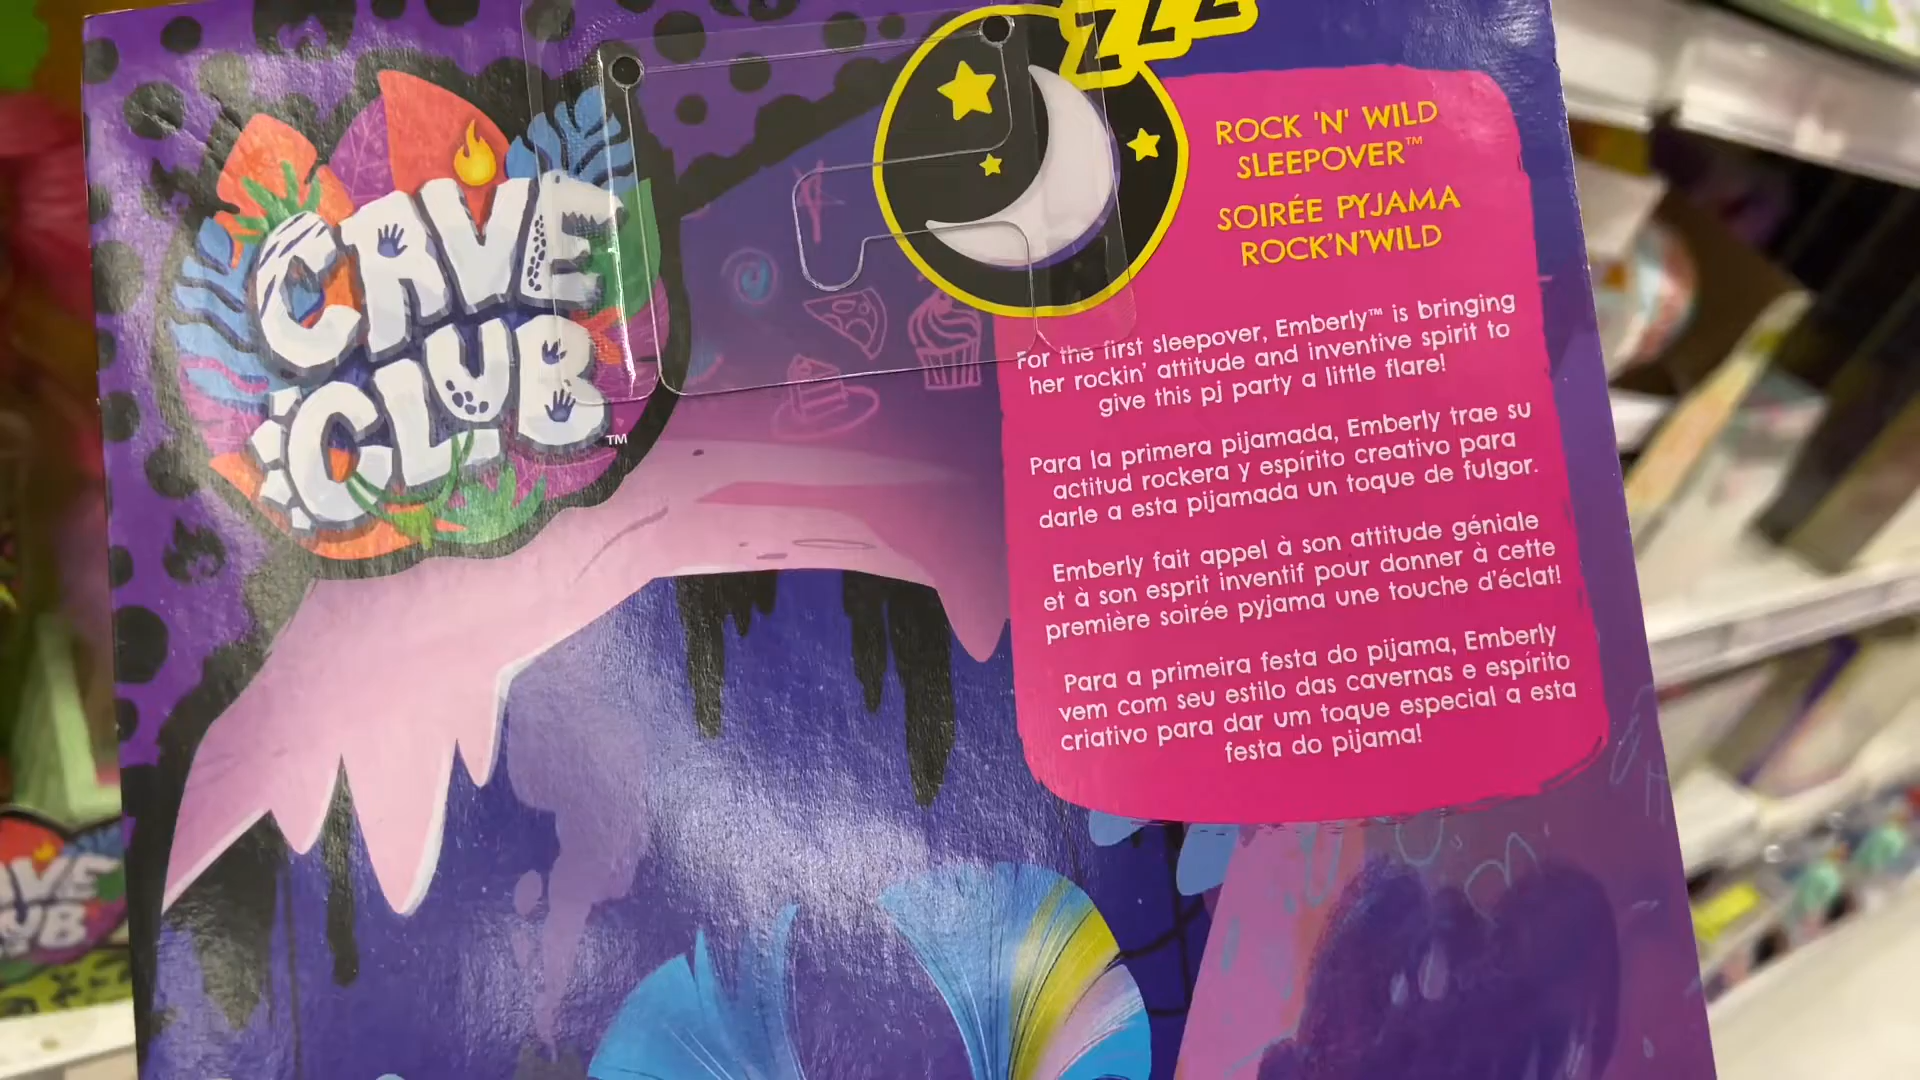 CAVE
CLUB™
ZZZ
ROCK 'N' WILD
SLEEPOVER™
SOIRÉE PYJAMA
ROCK'N'WILD
For the first sleepover, Emberly™ is bringing
her rockin' attitude and inventive spirit to
give this pj party a little flare!
Para la primera pijamada, Emberly trae su
actitud rockera y espíritu creativo para
darle a esta pijamada un toque de fulgor.
Emberly fait appel à son attitude géniale
et à son esprit inventif pour donner à cette
première soirée pyjama une touche d'éclat!
Para a primeira festa do pijama, Emberly
vem com seu estilo das cavernas e espírito
criativo para dar um toque especial a esta
festa do pijama!